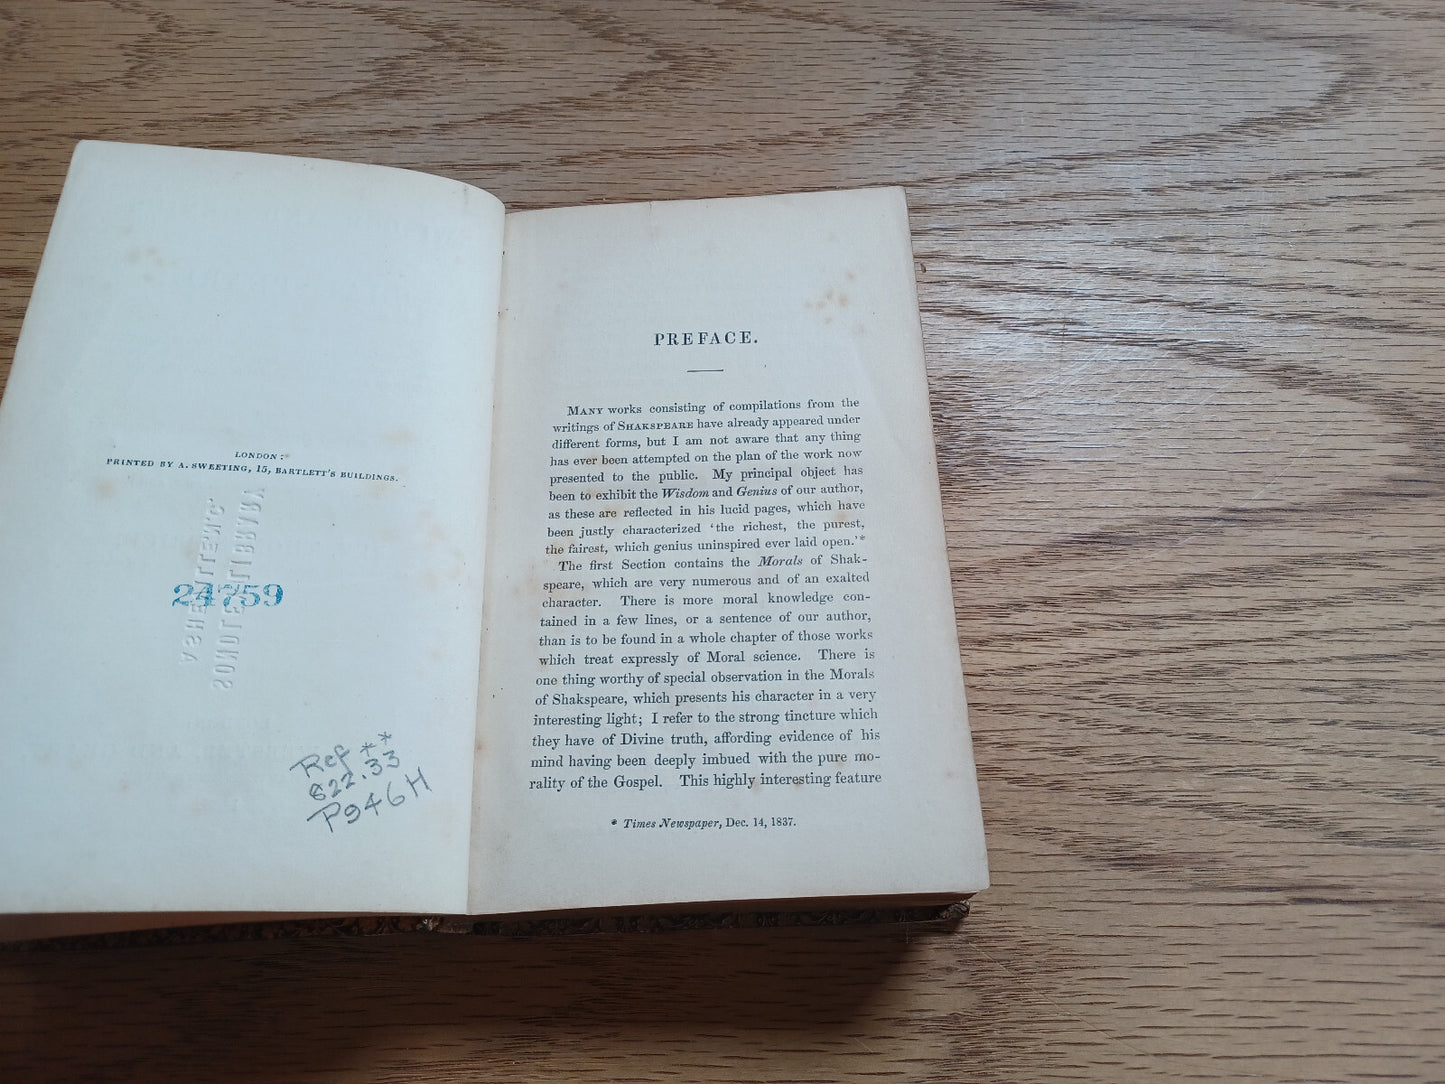 LONDON:
PRINTED BY A. SWEETING, 15, BARTLETT'S BUILDINGS.
24759
Ref **
822.33
P946H
PREFACE.
MANY works consisting of compilations from the
writings of SHAKSPEARE have already appeared under
different forms, but I am not aware that any thing
has ever been attempted on the plan of the work now
presented to the public. My principal object has
been to exhibit the Wisdom and Genius of our author,
as these are reflected in his lucid pages, which have
been justly characterized 'the richest, the purest,
the fairest, which genius uninspired ever laid open.'*
The first Section contains the Morals of Shak-
speare, which are very numerous and of an exalted
character. There is more moral knowledge con-
tained in a few lines, or a sentence of our author,
than is to be found in a whole chapter of those works
which treat expressly of Moral science. There is
one thing worthy of special observation in the Morals
of Shakspeare, which presents his character in a very
interesting light; I refer to the strong tincture which
they have of Divine truth, affording evidence of his
mind having been deeply imbued with the pure mo-
rality of the Gospel. This highly interesting feature
* Times Newspaper, Dec. 14, 1837.